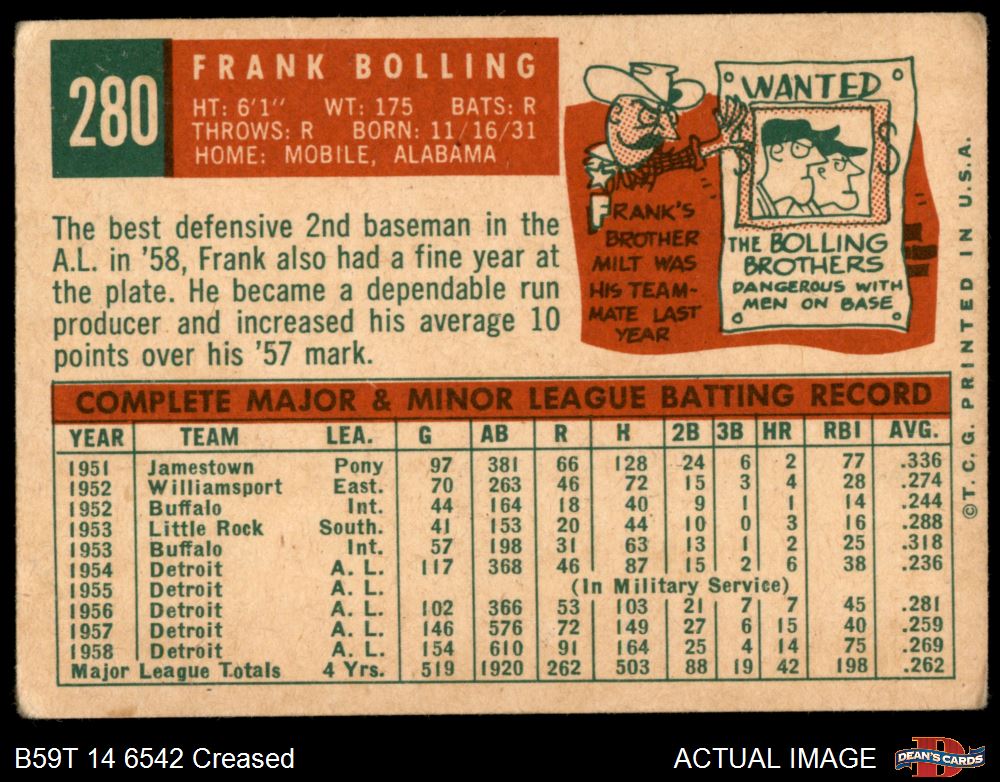 280
FRANK BOLLING
HT: 6'1" WT: 175 BATS: R
THROWS: R BORN: 11/16/31
HOME: MOBILE, ALABAMA
The best defensive 2nd baseman in the
A.L. in '58, Frank also had a fine year at
the plate. He became a dependable run
producer and increased his average 10
points over his '57 mark.
FRANK'S
BROTHER
MILT WAS
HIS TEAM-
MATE LAST
YEAR
WANTED
$ $
THE BOLLING
BROTHERS
DANGEROUS WITH
MEN ON BASE
COMPLETE MAJOR & MINOR LEAGUE BATTING RECORD
YEAR TEAM LEA. G AB R H 2B 3B HR RBI AVG.
1951 Jamestown Pony 97 381 66 128 24 6 2 77 .336
1952 Williamsport East. 70 263 46 72 15 3 4 28 .274
1952 Buffalo Int. 44 164 18 40 9 1 1 14 .244
1953 Little Rock South. 41 153 20 44 10 0 3 16 .288
1953 Buffalo Int. 57 198 31 63 13 1 2 25 .318
1954 Detroit A. L. 117 368 46 87 15 2 6 38 .236
1955 Detroit A. L. (In Military Service)
1956 Detroit A. L. 102 366 53 103 21 7 7 45 .281
1957 Detroit A. L. 146 576 72 149 27 6 15 40 .259
1958 Detroit A. L. 154 610 91 164 25 4 14 75 .269
Major League Totals 4 Yrs. 519 1920 262 503 88 19 42 198 .262
©T. C. G. PRINTED IN U.S.A.
B59T 14 6542 Creased
ACTUAL IMAGE
D
DEAN'S CARDS